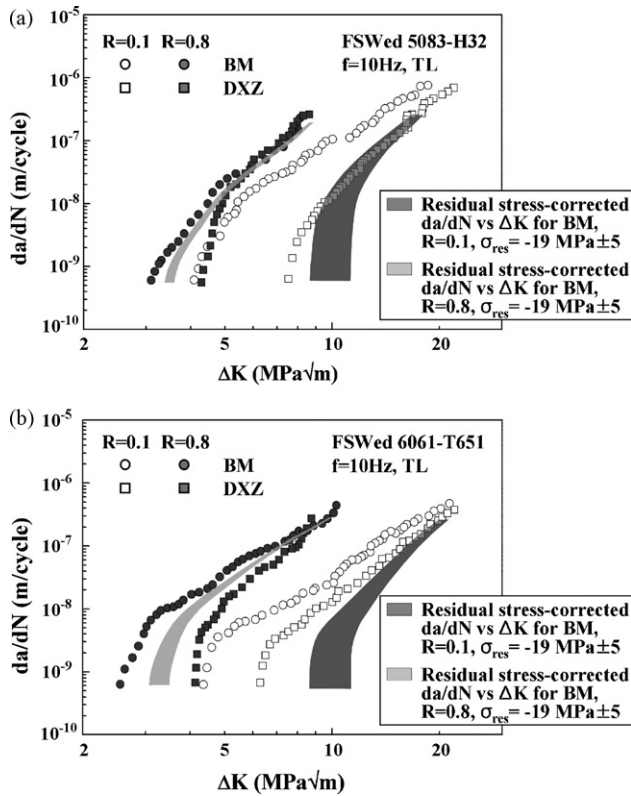 (a)
10^-5
10^-6
10^-7
10^-8
10^-9
10^-10
da/dN (m/cycle)
R=0.1 R=0.8
BM
DXZ
FSWed 5083-H32
f=10Hz, TL
Residual stress-corrected
da/dN vs ΔK for BM,
R=0.1, σres= -19 MPa±5
Residual stress-corrected
da/dN vs ΔK for BM,
R=0.8, σres= -19 MPa±5
2 5 10 20
ΔK (MPa√m)
(b)
10^-5
10^-6
10^-7
10^-8
10^-9
10^-10
da/dN (m/cycle)
R=0.1 R=0.8
BM
DXZ
FSWed 6061-T651
f=10Hz, TL
Residual stress-corrected
da/dN vs ΔK for BM,
R=0.1, σres= -19 MPa±5
Residual stress-corrected
da/dN vs ΔK for BM,
R=0.8, σres= -19 MPa±5
2 5 10 20
ΔK (MPa√m)